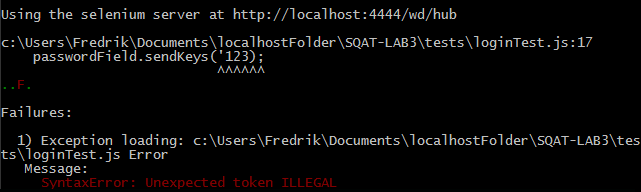 Using the selenium server at http://localhost:4444/wd/hub
c:\Users\Fredrik\Documents\localhostFolder\SQAT-LAB3\tests\loginTest.js:17
passwordField.sendKeys('123);
^^^^^^
..F.
Failures:
1) Exception loading: c:\Users\Fredrik\Documents\localhostFolder\SQAT-LAB3\tes
ts\loginTest.js Error
Message:
SyntaxError: Unexpected token ILLEGAL